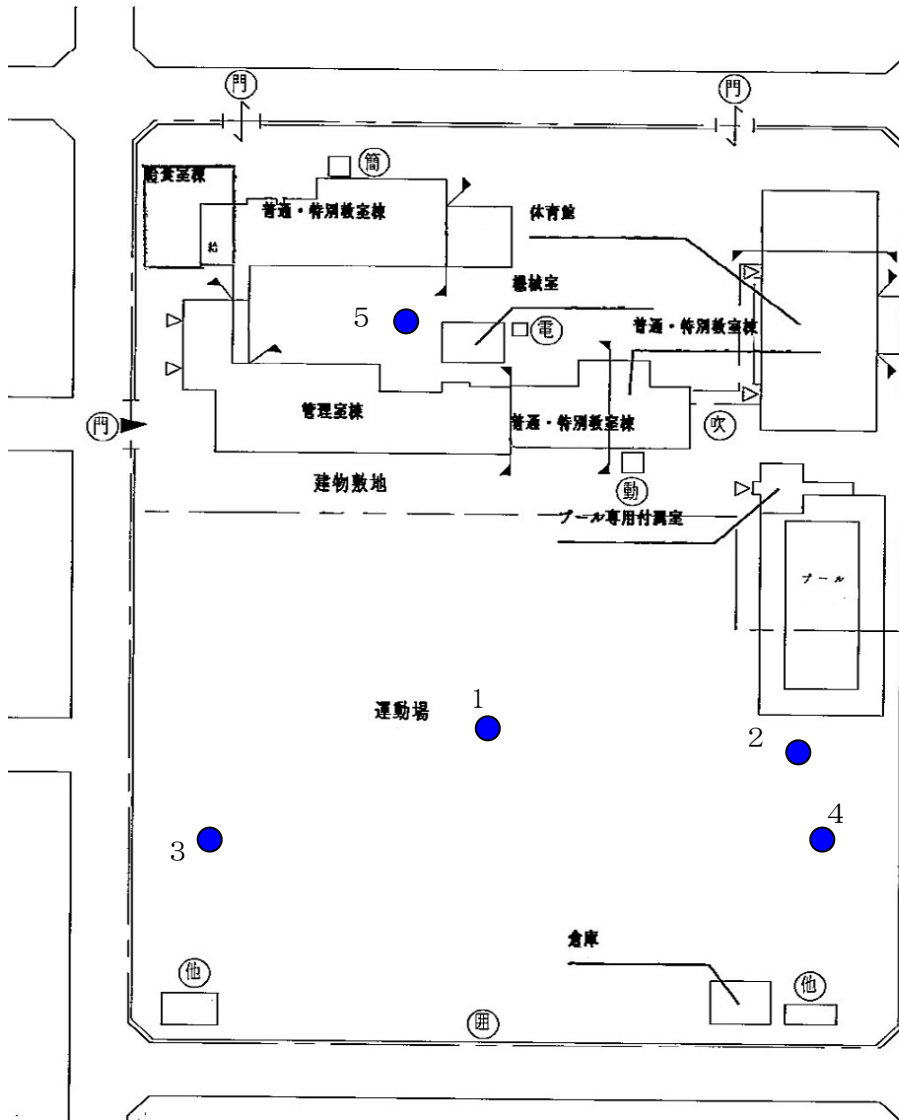 門
門
給食室棟
簡
普通・特別教室棟
体育館
給
機械室
5
電
普通・特別教室棟
管理室棟
普通・特別教室棟
吹
門
建物敷地
動
プール専用付属室
プール
1
運動場
2
4
3
倉庫
他
他
囲